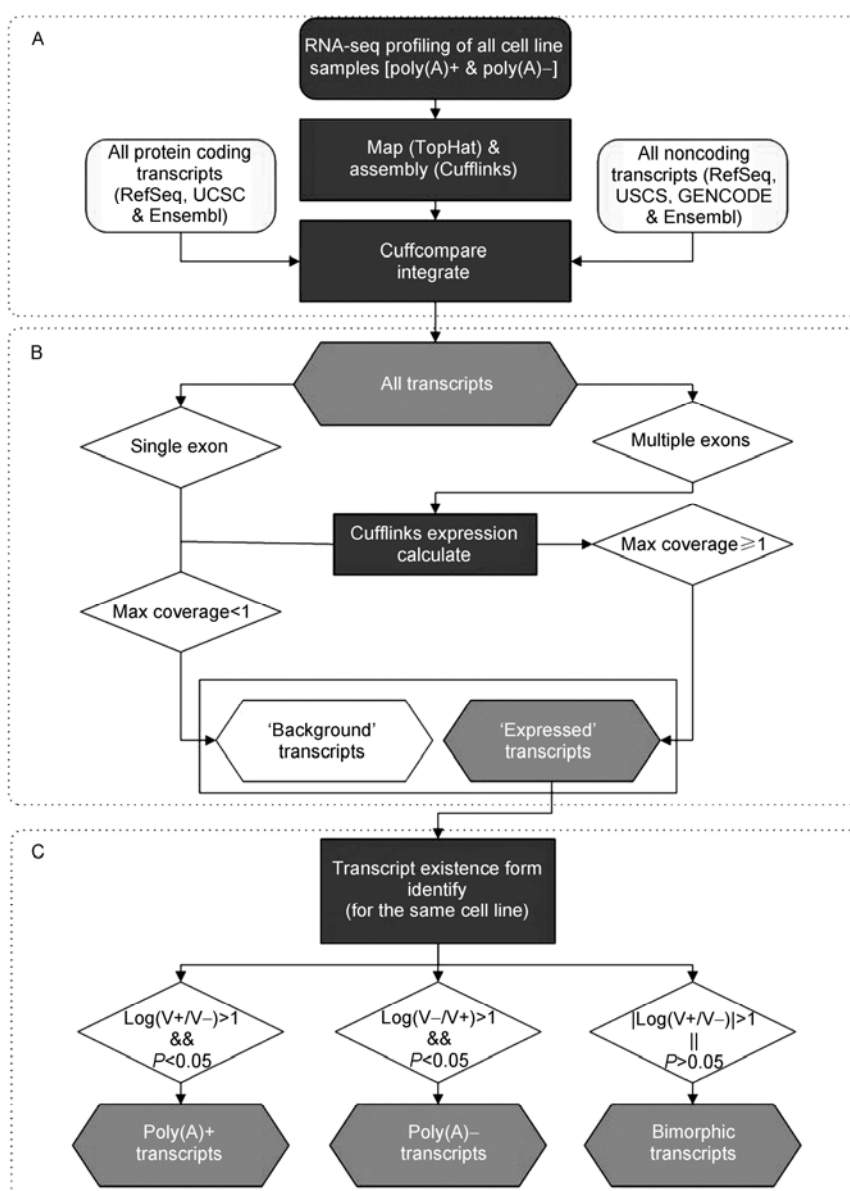 A
RNA-seq profiling of all cell line
samples [poly(A)+ & poly(A)−]
Map (TopHat) &
assembly (Cufflinks)
All protein coding
transcripts
(RefSeq, UCSC
& Ensembl)
All noncoding
transcripts (RefSeq,
USCS, GENCODE
& Ensembl)
Cuffcompare
integrate
B
All transcripts
Single exon
Multiple exons
Cufflinks expression
calculate
Max coverage≥1
Max coverage<1
‘Background’
transcripts
‘Expressed’
transcripts
C
Transcript existence form
identify
(for the same cell line)
Log(V+/V−)>1
&&
P<0.05
Log(V−/V+)>1
&&
P<0.05
|Log(V+/V−)|>1
||
P>0.05
Poly(A)+
transcripts
Poly(A)−
transcripts
Bimorphic
transcripts